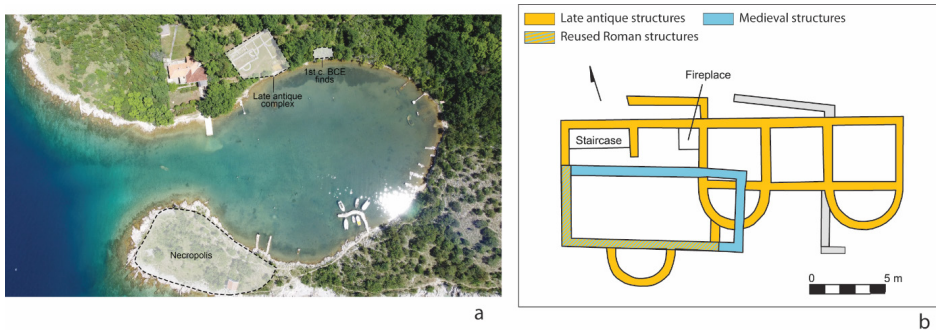 Late antique
complex
1st c. BCE
finds
Necropolis
a
Late antique structures
Medieval structures
Reused Roman structures
Fireplace
Staircase
0
5 m
b